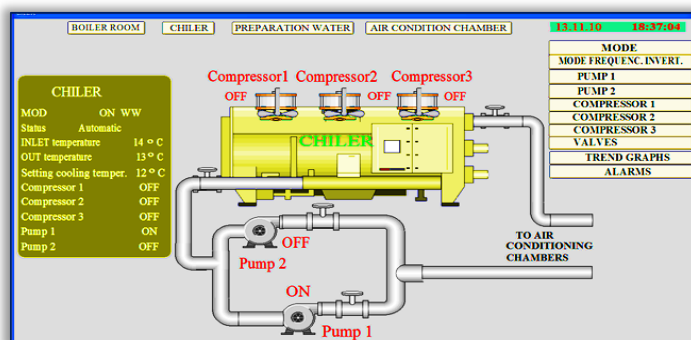 BOILER ROOM
CHILER
PREPARATION WATER
AIR CONDITION CHAMBER
13.11.10 18:37:04
MODE
MODE FREQUENC. INVERT.
PUMP 1
PUMP 2
COMPRESSOR 1
COMPRESSOR 2
COMPRESSOR 3
VALVES
TREND GRAPHS
ALARMS
Compressor1 Compressor2 Compressor3
OFF OFF OFF
CHILER
CHILER
MOD ON WW
Status Automatic
INLET temperature 14 º C
OUT temperature 13 º C
Setting cooling temper. 12 º C
Compressor 1 OFF
Compressor 2 OFF
Compressor 3 OFF
Pump 1 ON
Pump 2 OFF
OFF
Pump 2
ON
Pump 1
TO AIR
CONDITIONING
CHAMBERS